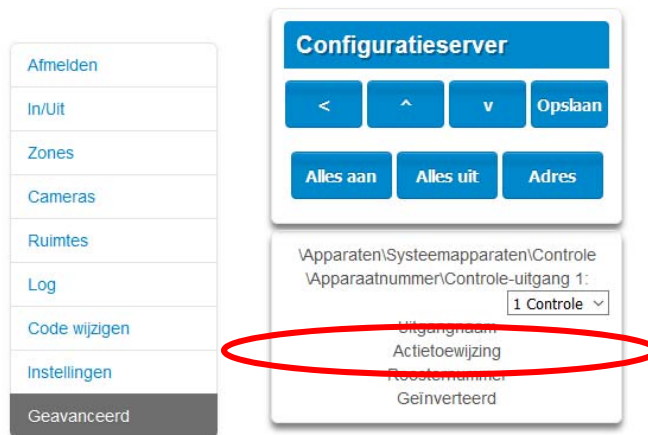 Afmelden
In/Uit
Zones
Cameras
Ruimtes
Log
Code wijzigen
Instellingen
Geavanceerd
Configuratieserver
< ^ v Opslaan
Alles aan Alles uit Adres
\Apparaten\Systeemapparaten\Controle
\Apparaatnummer\Controle-uitgang 1:
1 Controle
Uitgangnaam
Actietoewijzing
Roosternummer
Geïnverteerd